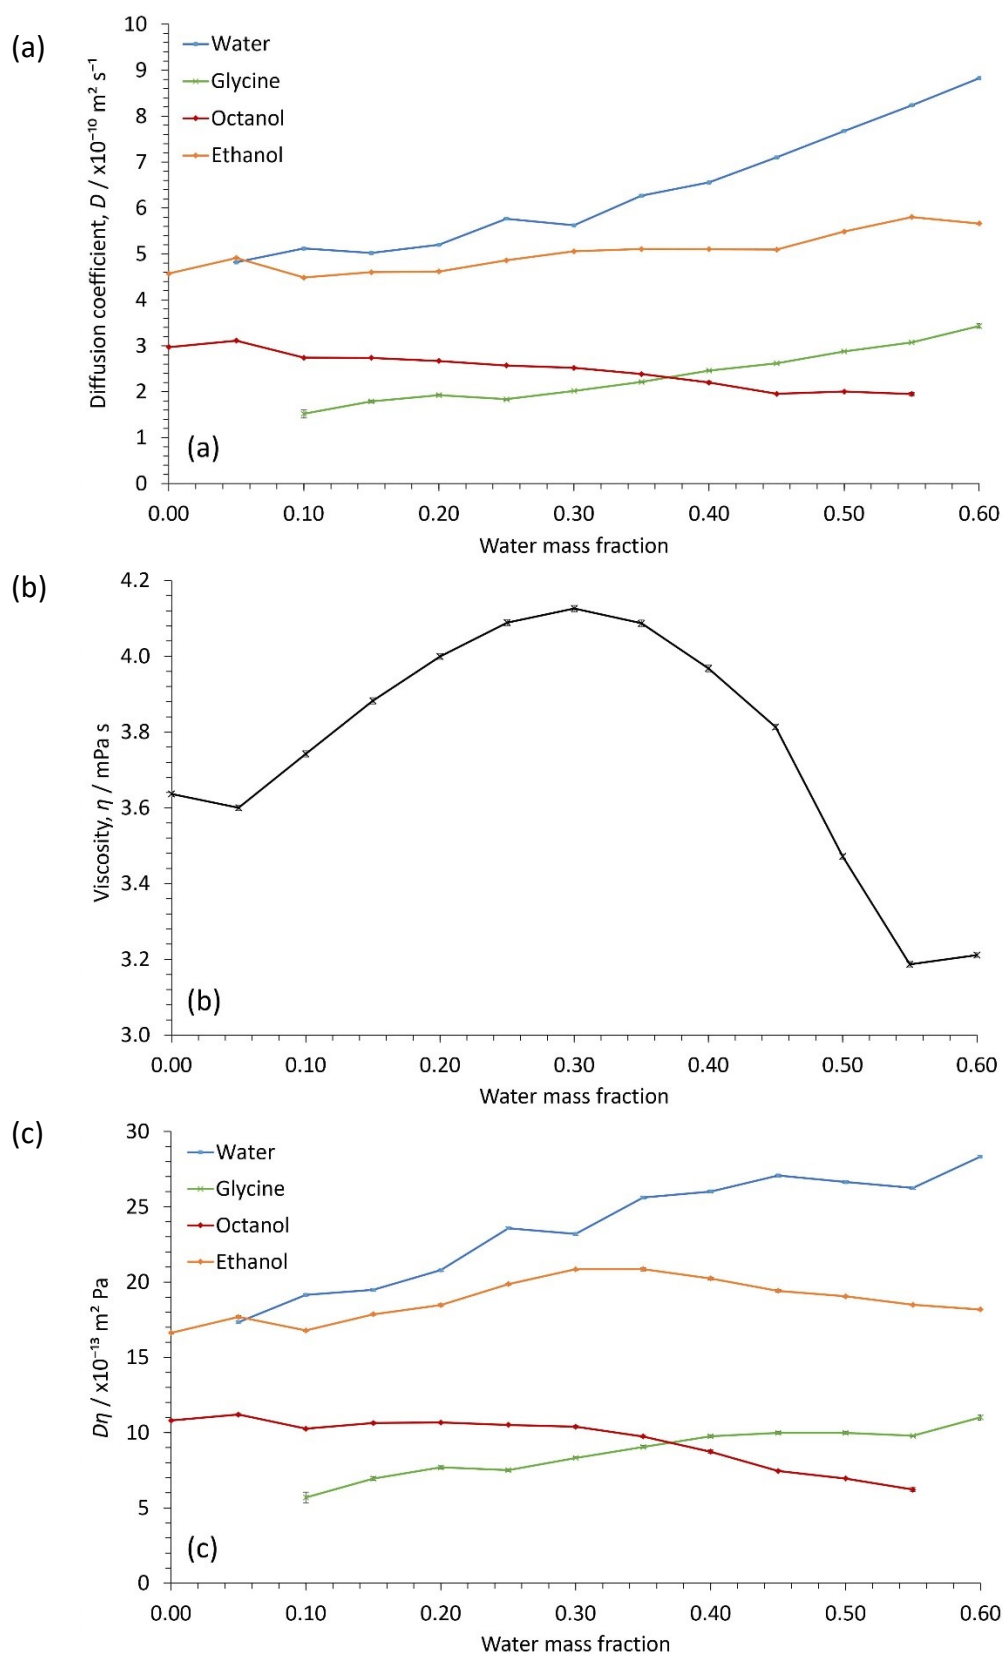 (a)
10
9
8
7
6
5
4
3
2
1
0
Diffusion coefficient, D / x10⁻¹⁰ m² s⁻¹
Water
Glycine
Octanol
Ethanol
(a)
0.00 0.10 0.20 0.30 0.40 0.50 0.60
Water mass fraction
(b)
4.2
4.0
3.8
3.6
3.4
3.2
3.0
Viscosity, η / mPa s
(b)
0.00 0.10 0.20 0.30 0.40 0.50 0.60
Water mass fraction
(c)
30
25
20
15
10
5
0
Dη / x10⁻¹³ m² Pa
Water
Glycine
Octanol
Ethanol
(c)
0.00 0.10 0.20 0.30 0.40 0.50 0.60
Water mass fraction